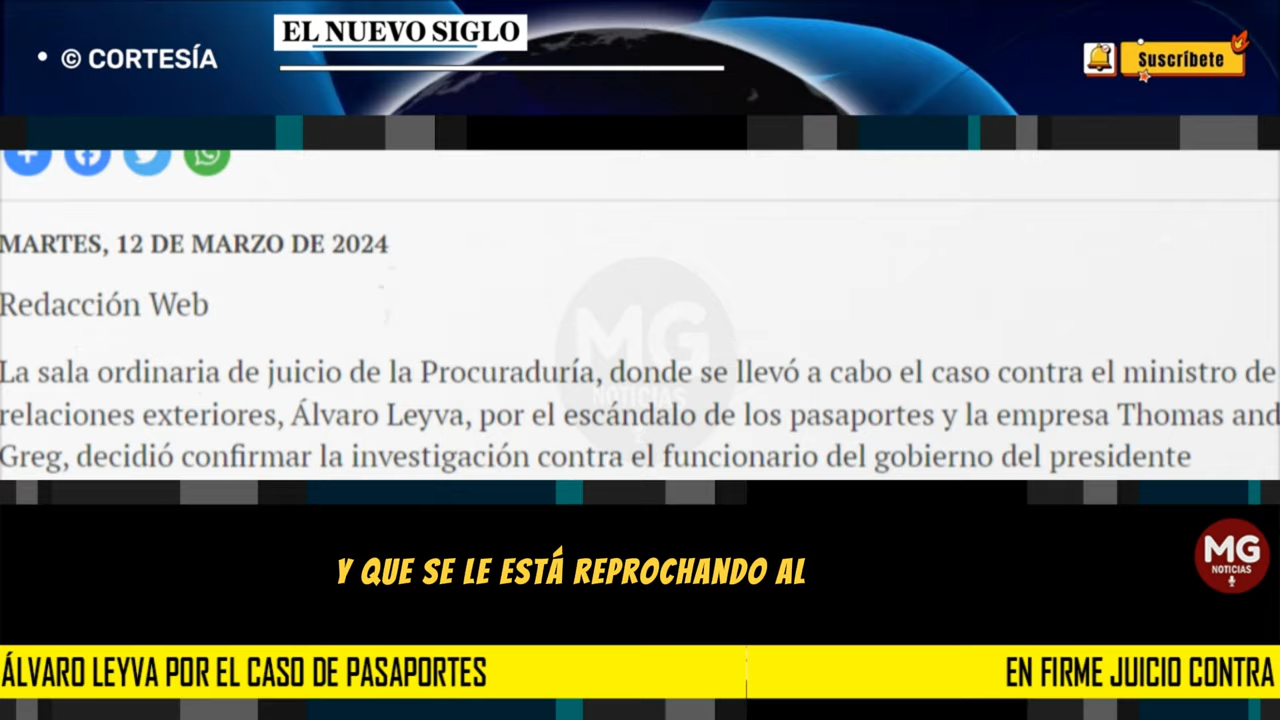 • © CORTESÍA
EL NUEVO SIGLO
Suscríbete
MARTES, 12 DE MARZO DE 2024
Redacción Web
La sala ordinaria de juicio de la Procuraduría, donde se llevó a cabo el caso contra el ministro de
relaciones exteriores, Álvaro Leyva, por el escándalo de los pasaportes y la empresa Thomas and
Greg, decidió confirmar la investigación contra el funcionario del gobierno del presidente
MG
NOTICIAS
Y QUE SE LE ESTÁ REPROCHANDO AL
MG
NOTICIAS
ÁLVARO LEYVA POR EL CASO DE PASAPORTES
EN FIRME JUICIO CONTRA